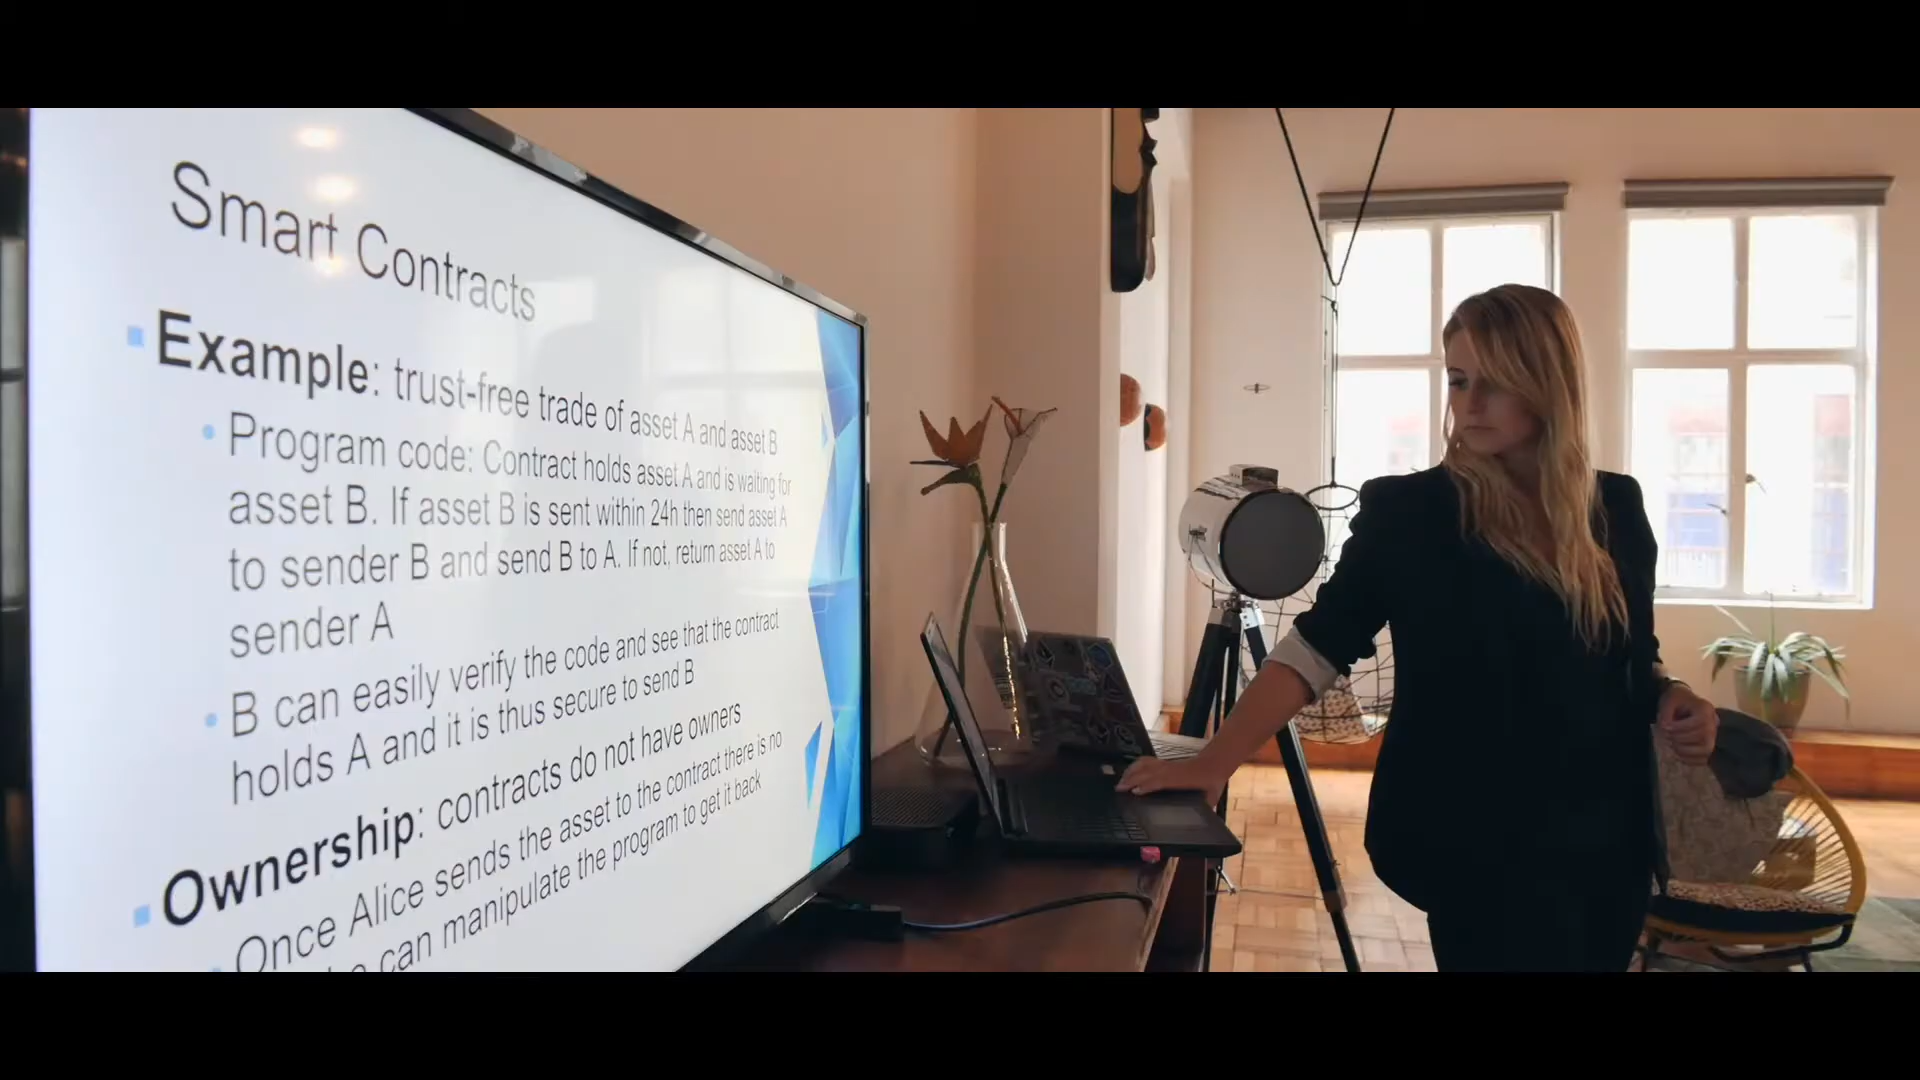 Smart Contracts
Example: trust-free trade of asset A and asset B
Program code: Contract holds asset A and is waiting for
asset B. If asset B is sent within 24h then send asset A
to sender B and send B to A. If not, return asset A to
sender A
B can easily verify the code and see that the contract
holds A and it is thus secure to send B
Ownership: contracts do not have owners
Once Alice sends the asset to the contract there is no
can manipulate the program to get it back